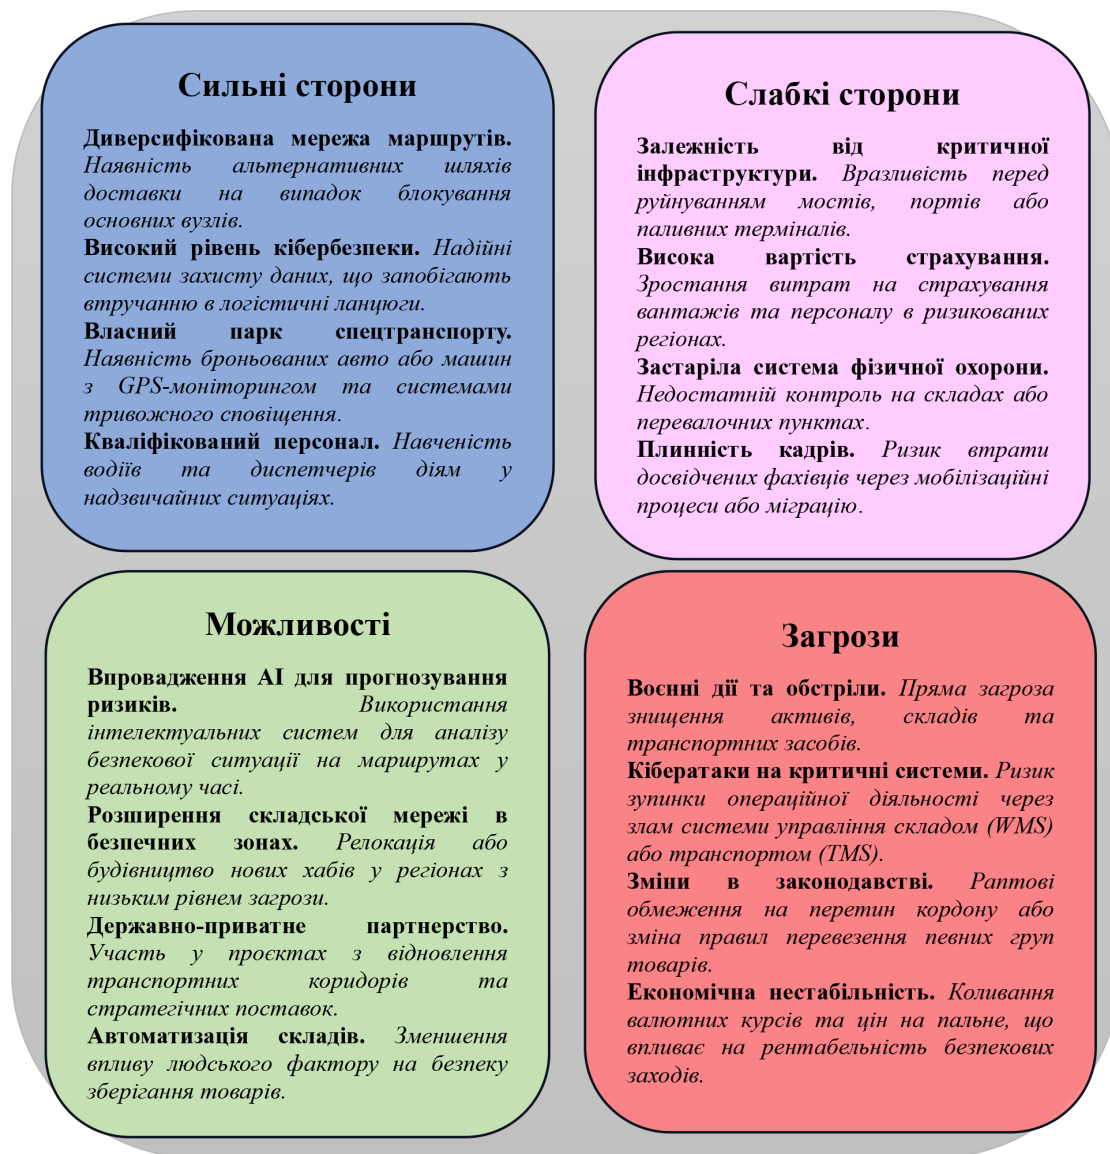 Сильні сторони
Диверсифікована мережа маршрутів.
Наявність альтернативних шляхів
доставки на випадок блокування
основних вузлів.
Високий рівень кібербезпеки. Надійні
системи захисту даних, що запобігають
втручанню в логістичні ланцюги.
Власний парк спецтранспорту.
Наявність броньованих авто або машин
з GPS-моніторингом та системами
тривожного сповіщення.
Кваліфікований персонал. Навченість
водіїв та диспетчерів діям у
надзвичайних ситуаціях.
Слабкі сторони
Залежність від критичної
інфраструктури. Вразливість перед
руйнуванням мостів, портів або
паливних терміналів.
Висока вартість страхування.
Зростання витрат на страхування
вантажів та персоналу в ризикованих
регіонах.
Застаріла система фізичної охорони.
Недостатній контроль на складах або
перевалочних пунктах.
Плинність кадрів. Ризик втрати
досвідчених фахівців через мобілізаційні
процеси або міграцію.
Можливості
Впровадження AI для прогнозування
ризиків. Використання
інтелектуальних систем для аналізу
безпекової ситуації на маршрутах у
реальному часі.
Розширення складської мережі в
безпечних зонах. Релокація або
будівництво нових хабів у регіонах з
низьким рівнем загрози.
Державно-приватне партнерство.
Участь у проєктах з відновлення
транспортних коридорів та
стратегічних поставок.
Автоматизація складів. Зменшення
впливу людського фактору на безпеку
зберігання товарів.
Загрози
Воєнні дії та обстріли. Пряма загроза
знищення активів, складів та
транспортних засобів.
Кібератаки на критичні системи. Ризик
зупинки операційної діяльності через
злам системи управління складом (WMS)
або транспортом (TMS).
Зміни в законодавстві. Раптові
обмеження на перетин кордону або
зміна правил перевезення певних груп
товарів.
Економічна нестабільність. Коливання
валютних курсів та цін на пальне, що
впливає на рентабельність безпекових
заходів.